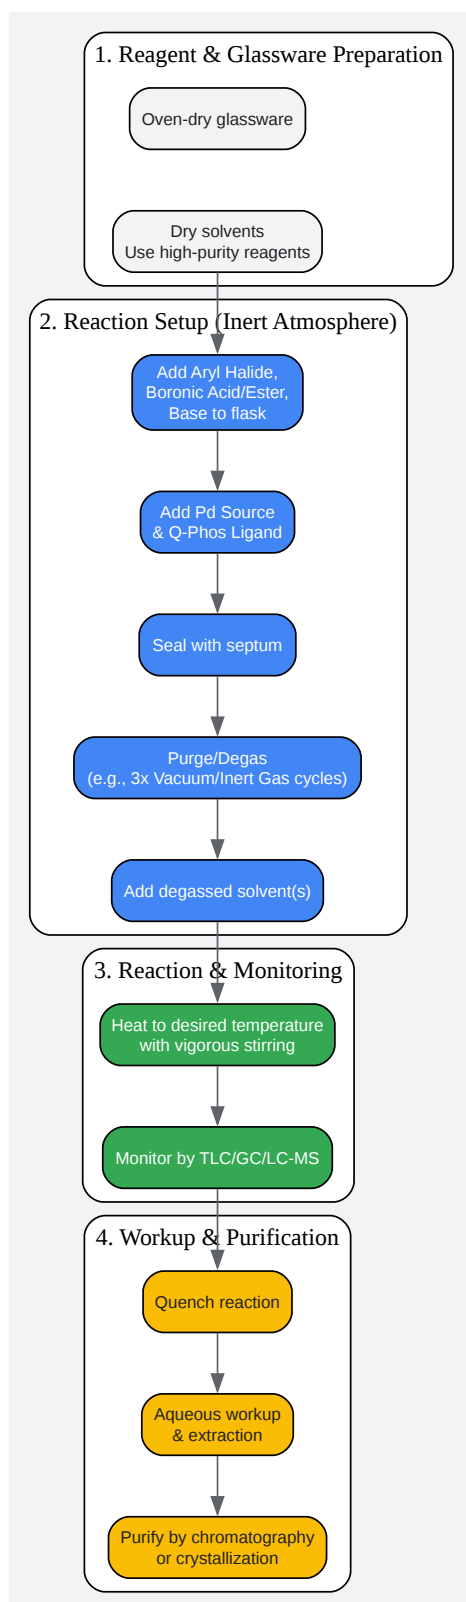 1. Reagent & Glassware Preparation
Oven-dry glassware
Dry solvents
Use high-purity reagents
2. Reaction Setup (Inert Atmosphere)
Add Aryl Halide,
Boronic Acid/Ester,
Base to flask
Add Pd Source
& Q-Phos Ligand
Seal with septum
Purge/Degas
(e.g., 3x Vacuum/Inert Gas cycles)
Add degassed solvent(s)
3. Reaction & Monitoring
Heat to desired temperature
with vigorous stirring
Monitor by TLC/GC/LC-MS
4. Workup & Purification
Quench reaction
Aqueous workup
& extraction
Purify by chromatography
or crystallization